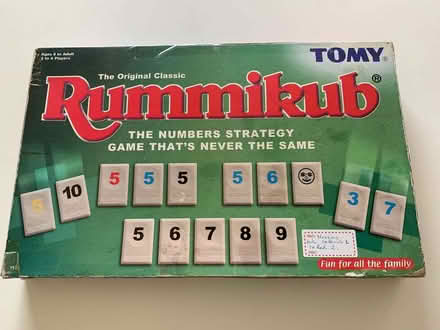 Ages 8 to Adult
2 to 4 Players
TOMY
The Original Classic
Rummikub®
THE NUMBERS STRATEGY
GAME THAT'S NEVER THE SAME
5 10 5 5 5 5 6 3 7
5 6 7 8 9
Missing
Fun for all the family